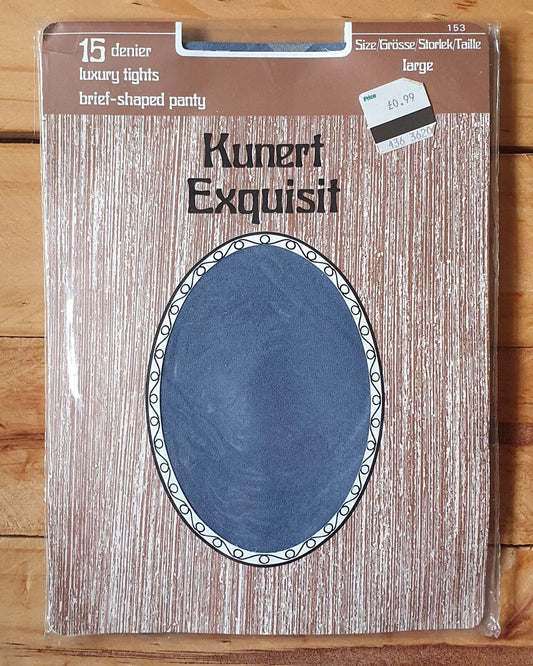 153
15 denier
luxury tights
brief-shaped panty
Size/Grösse/Storlek/Taille
large
Price
£0.99
436 3620
Kunert
Exquisit